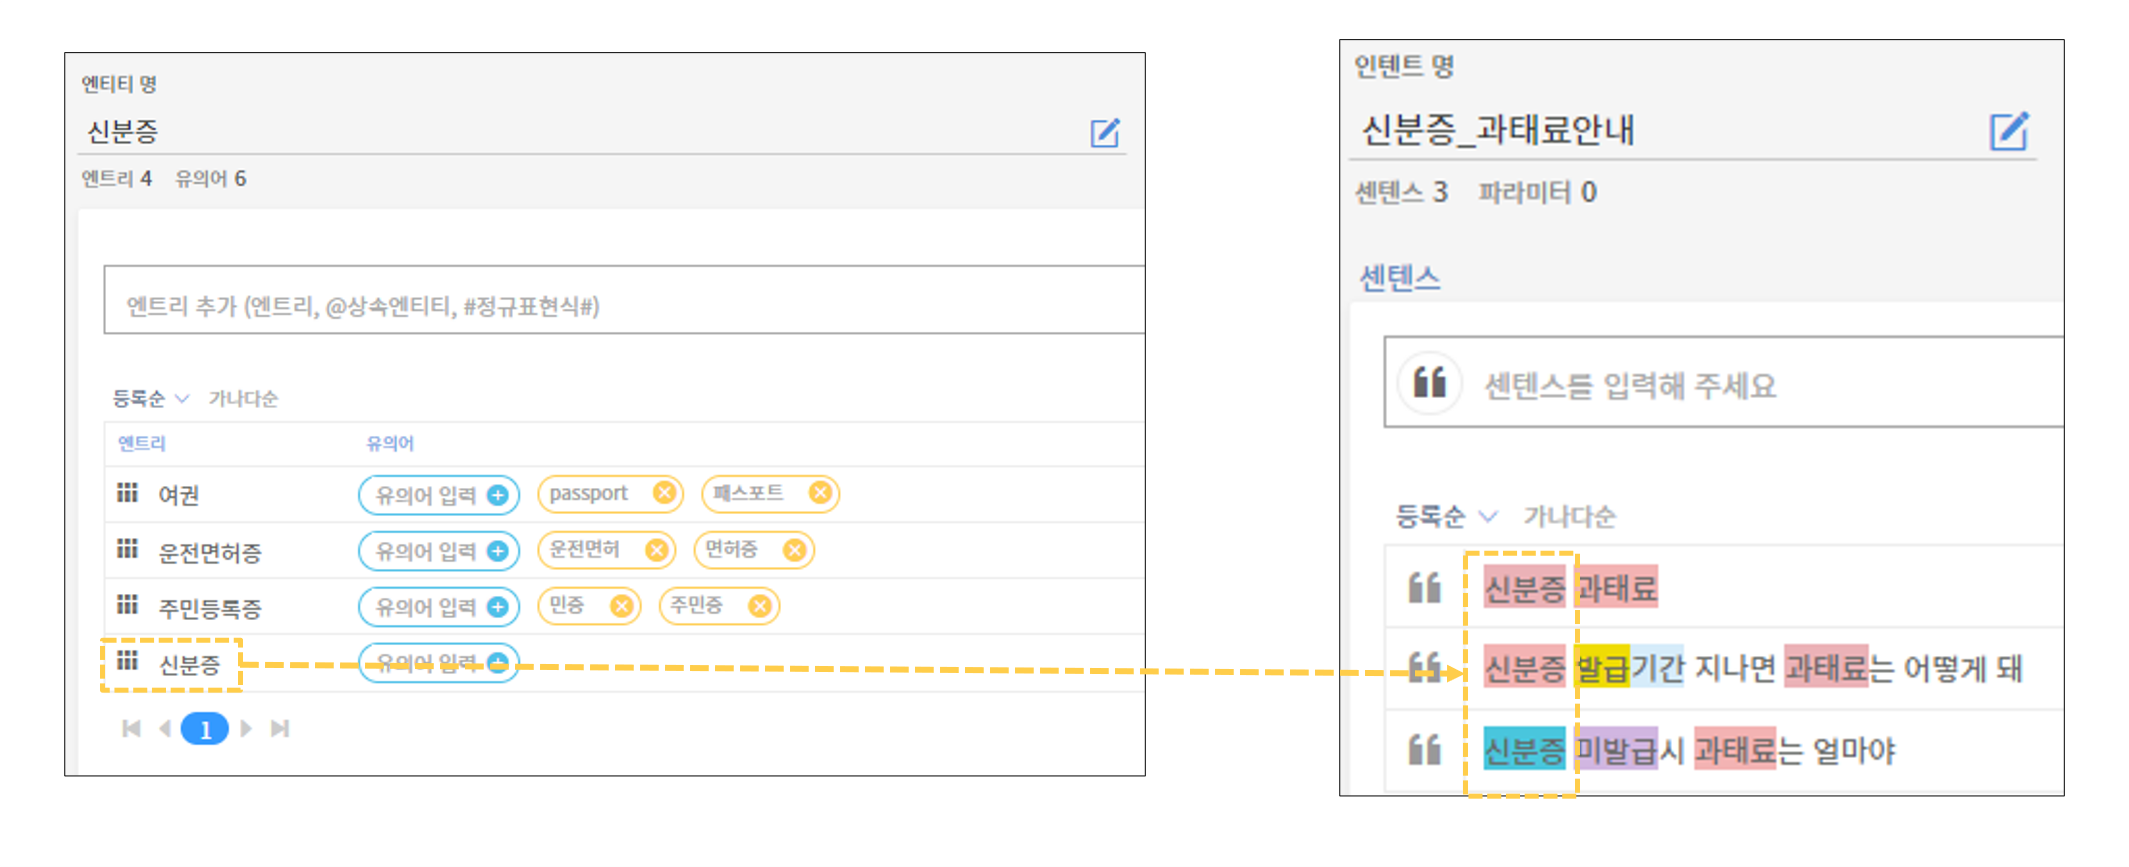 엔티티 명
신분증
엔트리 4 유의어 6
엔트리 추가 (엔트리, @상속엔티티, #정규표현식#)
등록순 가나다순
엔트리 유의어
여권 유의어 입력 passport 패스포트
운전면허증 유의어 입력 운전면허 면허증
주민등록증 유의어 입력 민증 주민증
신분증 유의어 입력
1
인텐트 명
신분증_과태료안내
센텐스 3 파라미터 0
센텐스
센텐스를 입력해 주세요
등록순 가나다순
신분증 과태료
신분증 발급기간 지나면 과태료는 어떻게 돼
신분증 미발급시 과태료는 얼마야